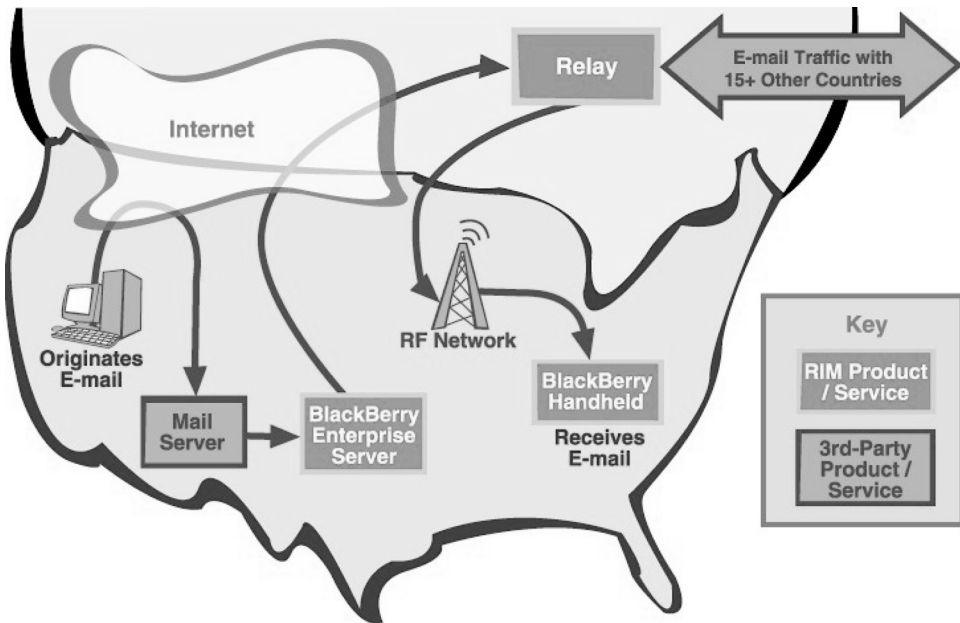 Relay
E-mail Traffic with
15+ Other Countries
Internet
Originates
E-mail
RF Network
Mail
Server
BlackBerry
Enterprise
Server
BlackBerry
Handheld
Receives
E-mail
Key
RIM Product
/ Service
3rd-Party
Product /
Service